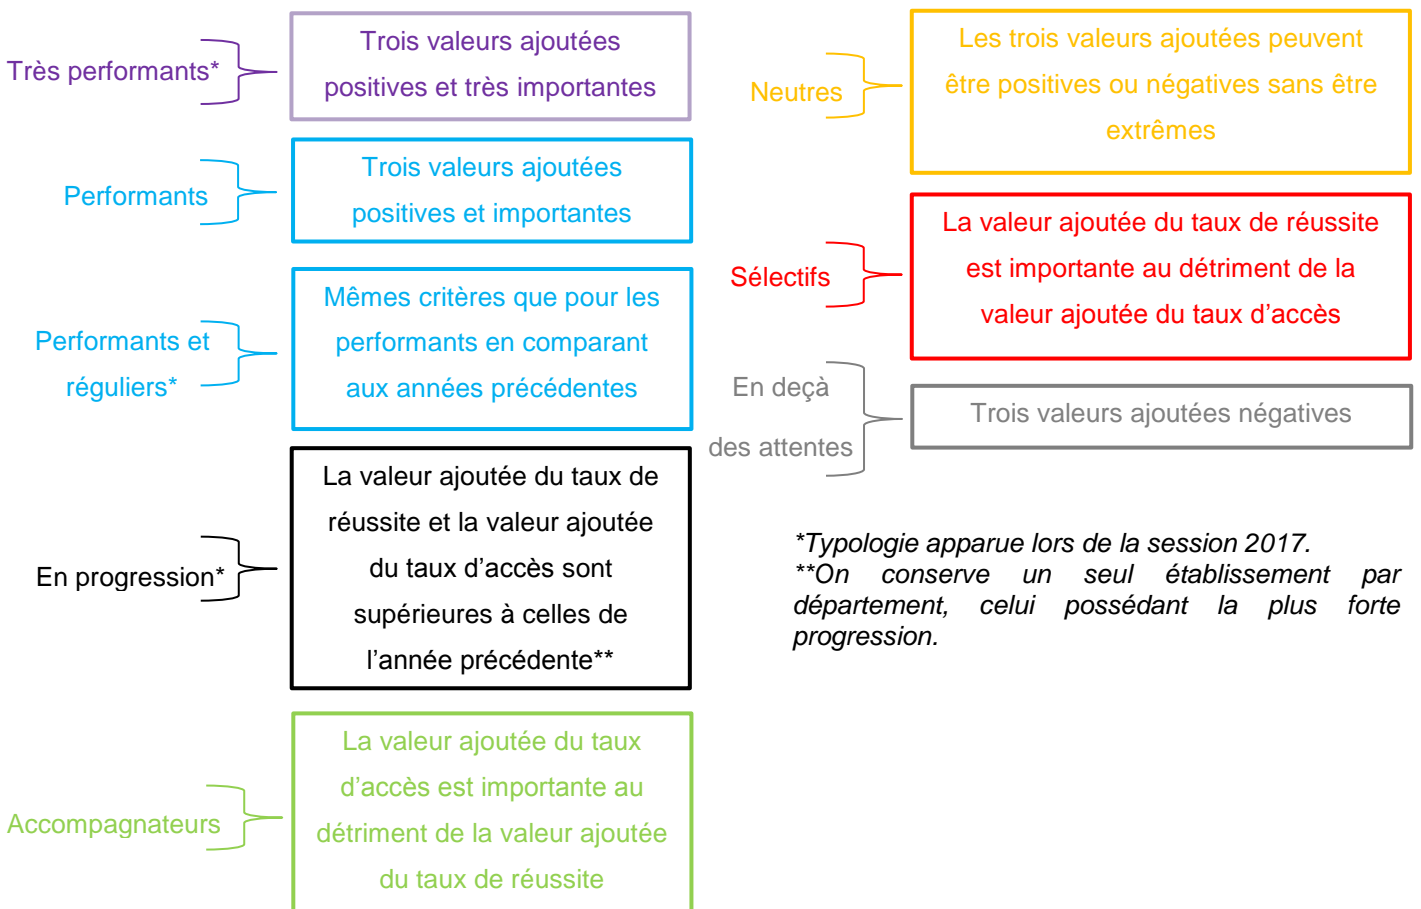 Très performants*
Trois valeurs ajoutées
positives et très importantes
Performants
Trois valeurs ajoutées
positives et importantes
Performants et
réguliers*
Mêmes critères que pour les
performants en comparant
aux années précédentes
En progression*
La valeur ajoutée du taux de
réussite et la valeur ajoutée
du taux d’accès sont
supérieures à celles de
l’année précédente**
Accompagnateurs
La valeur ajoutée du taux
d’accès est importante au
détriment de la valeur ajoutée
du taux de réussite
Neutres
Les trois valeurs ajoutées peuvent
être positives ou négatives sans être
extrêmes
Sélectifs
La valeur ajoutée du taux de réussite
est importante au détriment de la
valeur ajoutée du taux d’accès
En deçà
des attentes
Trois valeurs ajoutées négatives
*Typologie apparue lors de la session 2017.
**On conserve un seul établissement par
département, celui possédant la plus forte
progression.